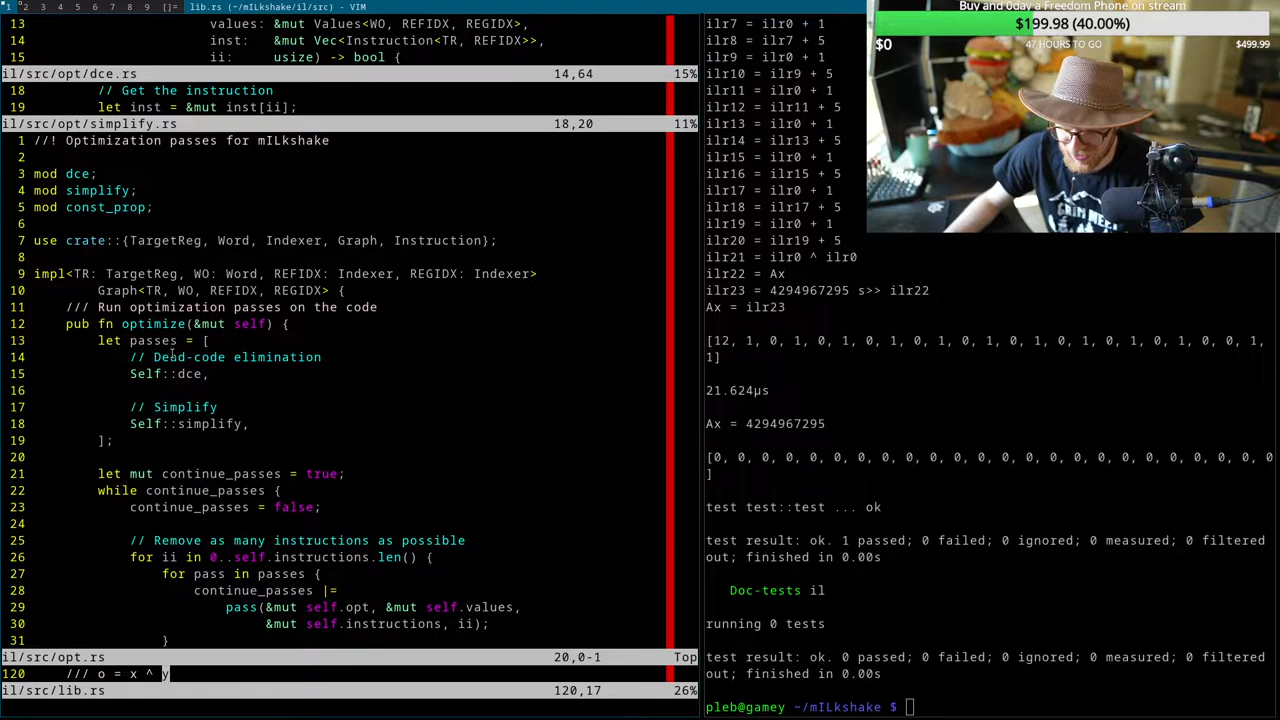 1 2 3 4 5 6 7 8 9 []= lib.rs (~/mILkshake/il/src) - VIM
13                       values: &mut Values<WO, REFIDX, REGIDX>,
14                       inst:   &mut Vec<Instruction<TR, REFIDX>>,
15                       ii:     usize) -> bool {
il/src/opt/dce.rs 14,64 15%
18         // Get the instruction
19         let inst = &mut inst[ii];
il/src/opt/simplify.rs 18,20 11%
1 //! Optimization passes for mILkshake
2
3 mod dce;
4 mod simplify;
5 mod const_prop;
6
7 use crate::{TargetReg, Word, Indexer, Graph, Instruction};
8
9 impl<TR: TargetReg, WO: Word, REFIDX: Indexer, REGIDX: Indexer>
10         Graph<TR, WO, REFIDX, REGIDX> {
11     /// Run optimization passes on the code
12     pub fn optimize(&mut self) {
13         let passes = [
14             // Dead-code elimination
15             Self::dce,
16
17             // Simplify
18             Self::simplify,
19         ];
20
21         let mut continue_passes = true;
22         while continue_passes {
23             continue_passes = false;
24
25             // Remove as many instructions as possible
26             for ii in 0..self.instructions.len() {
27                 for pass in passes {
28                     continue_passes |=
29                         pass(&mut self.opt, &mut self.values,
30                              &mut self.instructions, ii);
31                 }
il/src/opt.rs 20,0-1 Top
120     /// o = x ^ y
il/src/lib.rs 120,17 26%
ilr7 = ilr0 + 1
ilr8 = ilr7 + 5
ilr9 = ilr0 + 1
ilr10 = ilr9 + 5
ilr11 = ilr0 + 1
ilr12 = ilr11 + 5
ilr13 = ilr0 + 1
ilr14 = ilr13 + 5
ilr15 = ilr0 + 1
ilr16 = ilr15 + 5
ilr17 = ilr0 + 1
ilr18 = ilr17 + 5
ilr19 = ilr0 + 1
ilr20 = ilr19 + 5
ilr21 = ilr0 ^ ilr0
ilr22 = Ax
ilr23 = 4294967295 s>> ilr22
Ax = ilr23
[12, 1, 0, 1, 0, 1, 0, 1, 0, 1, 0, 1, 0, 1, 0, 1, 0, 1, 0, 1, 0, 0, 1,
1]
21.624µs
Ax = 4294967295
[0, 0, 0, 0, 0, 0, 0, 0, 0, 0, 0, 0, 0, 0, 0, 0, 0, 0, 0, 0, 0, 0, 0, 0
]
test test::test ... ok
test result: ok. 1 passed; 0 failed; 0 ignored; 0 measured; 0 filtered
out; finished in 0.00s
   Doc-tests il
running 0 tests
test result: ok. 0 passed; 0 failed; 0 ignored; 0 measured; 0 filtered
out; finished in 0.00s
pleb@gamey ~/mILkshake $
Buy and 0day a Freedom Phone on stream
$199.98 (40.00%)
$0 47 HOURS TO GO $499.99